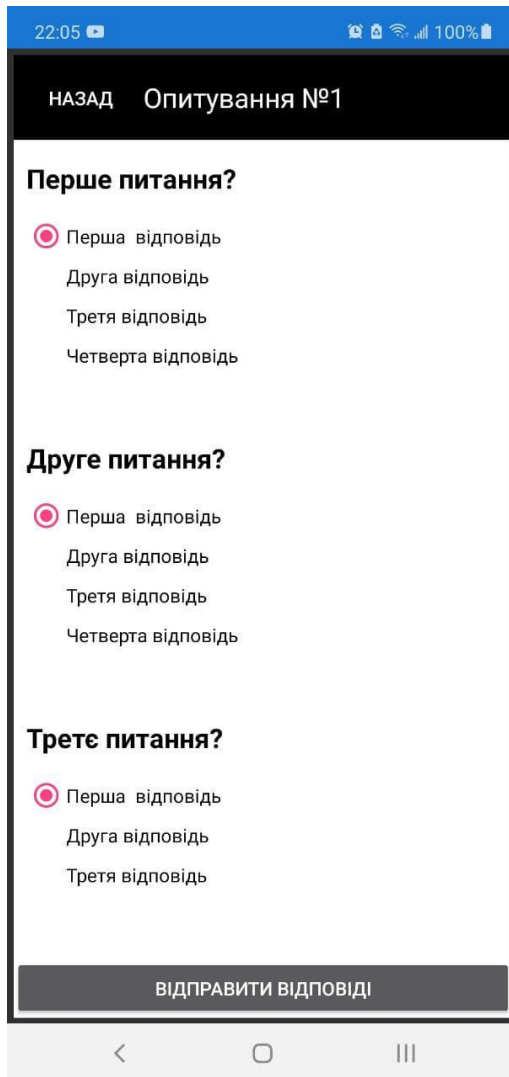 22:05 100%
НАЗАД Опитування №1
Перше питання?
Перша відповідь
Друга відповідь
Третя відповідь
Четверта відповідь
Друге питання?
Перша відповідь
Друга відповідь
Третя відповідь
Четверта відповідь
Третє питання?
Перша відповідь
Друга відповідь
Третя відповідь
ВІДПРАВИТИ ВІДПОВІДІ